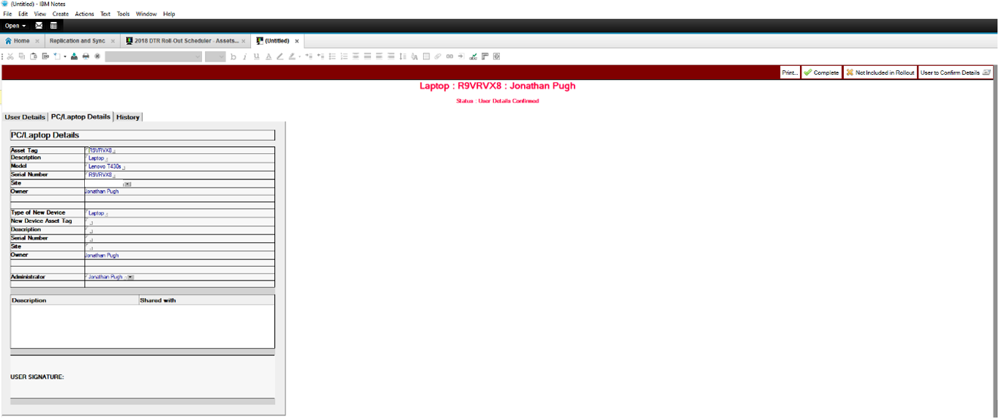 (Untitled) - IBM Notes
File Edit View Create Actions Text Tools Window Help
Open
Home Replication and Sync 2018 DTR Roll Out Scheduler - Assets... (Untitled)
Print... Complete Not Included in Rollout User to Confirm Details
Laptop : R9VRVX8 : Jonathan Pugh
Status : User Details Confirmed
User Details PC/Laptop Details History
PC/Laptop Details
Asset Tag R9VRVX8
Description Laptop
Model Lenovo T430s
Serial Number R9VRVX8
Site
Owner Jonathan Pugh
Type of New Device Laptop
New Device Asset Tag
Description
Serial Number
Site
Owner Jonathan Pugh
Administrator Jonathan Pugh
Description Shared with
USER SIGNATURE: